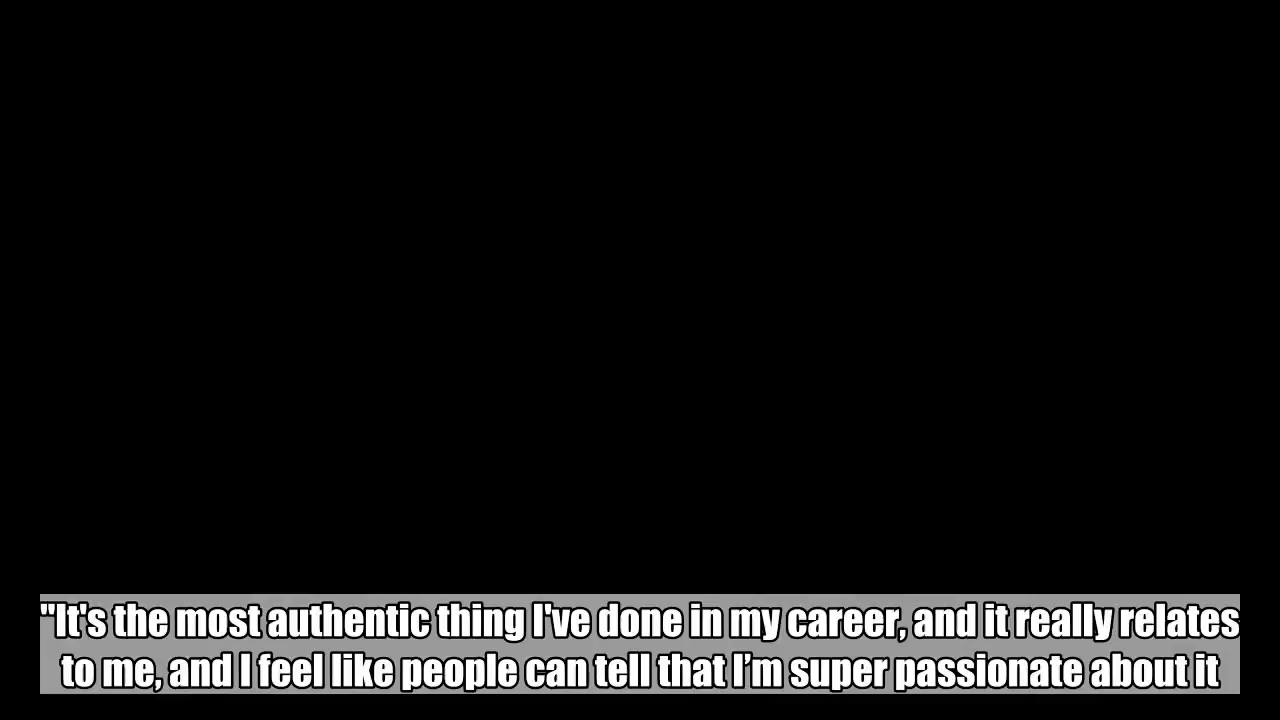 "It's the most authentic thing I've done in my career, and it really relates
to me, and I feel like people can tell that I’m super passionate about it